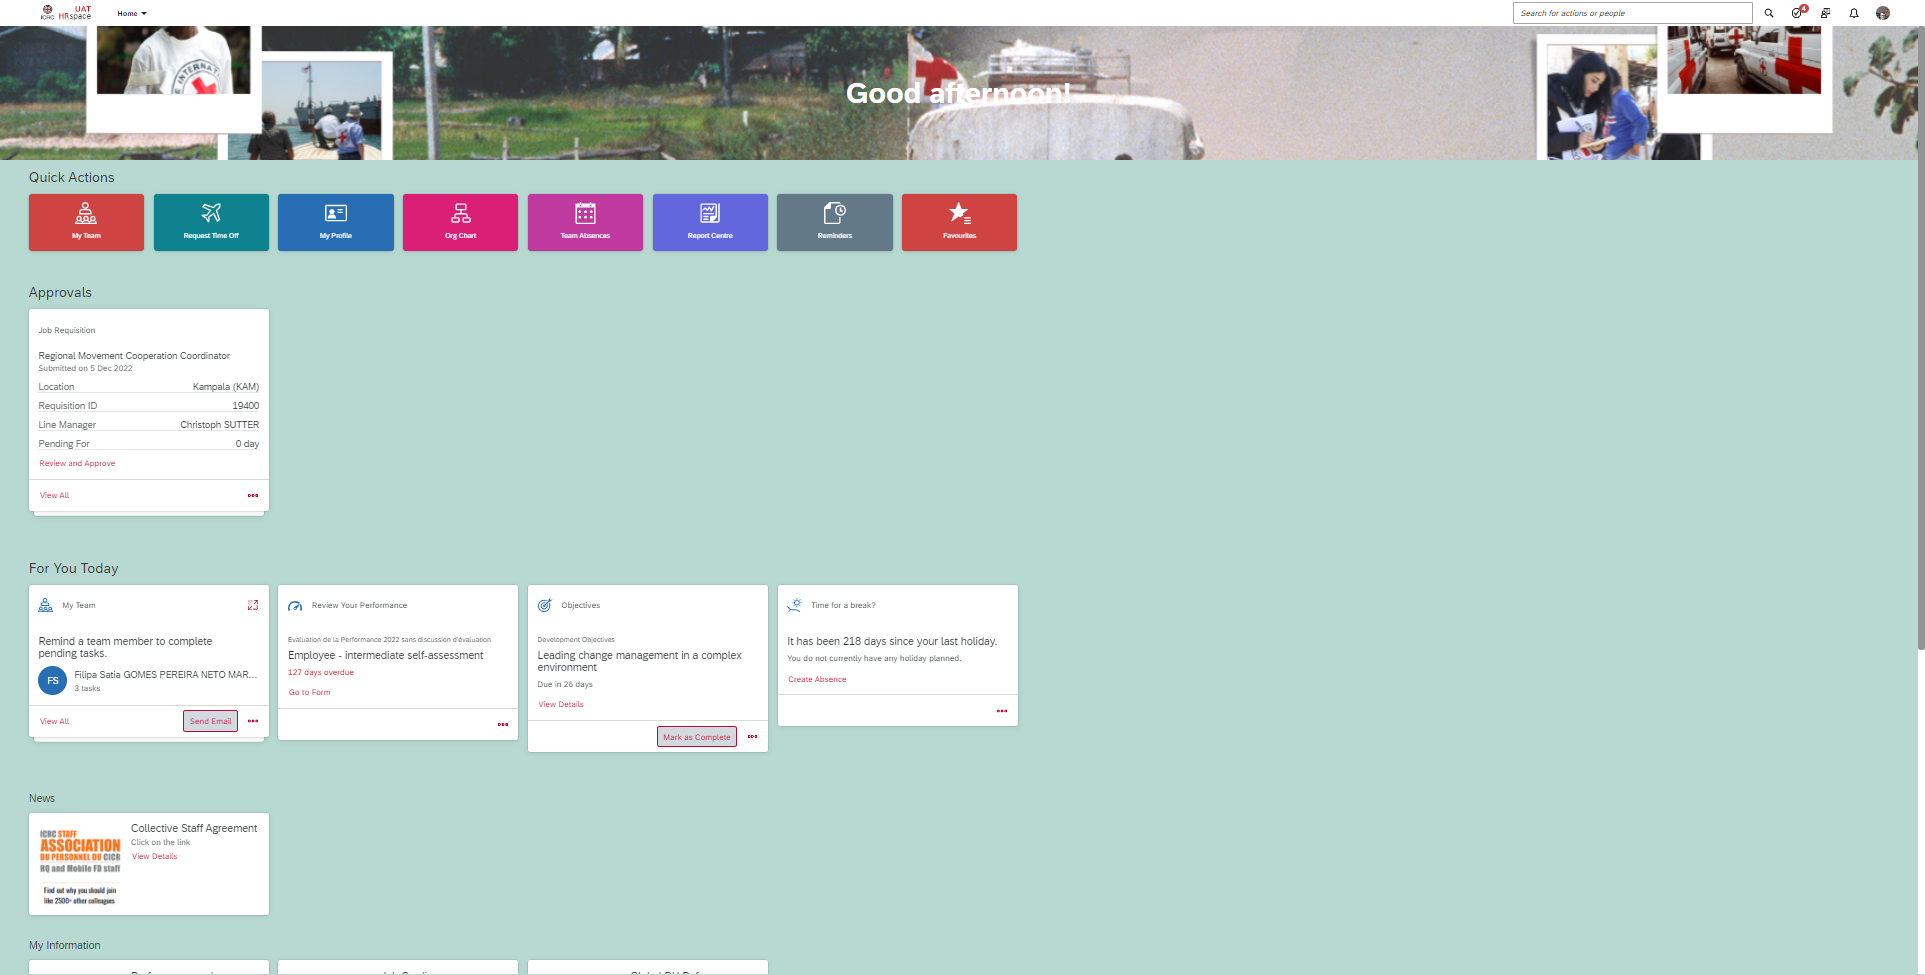 ICRC
UAT
HRspace
Home
Search for actions or people
4
INTERNAT
Good afternoon!
Quick Actions
My Team
Request Time Off
My Profile
Org Chart
Team Absences
Report Centre
Reminders
Favourites
Approvals
Job Requisition
Regional Movement Cooperation Coordinator
Submitted on 5 Dec 2022
Location Kampala (KAM)
Requisition ID 19400
Line Manager Christoph SUTTER
Pending For 0 day
Review and Approve
View All
For You Today
My Team
Remind a team member to complete
pending tasks.
FS
Filipa Satia GOMES PEREIRA NETO MAR...
3 tasks
View All
Send Email
Review Your Performance
Evaluation de la Performance 2022 sans discussion d'évaluation
Employee - intermediate self-assessment
127 days overdue
Go to Form
Objectives
Development Objectives
Leading change management in a complex
environment
Due in 26 days
View Details
Mark as Complete
Time for a break?
It has been 218 days since your last holiday.
You do not currently have any holiday planned.
Create Absence
News
ICRC STAFF
ASSOCIATION
DU PERSONNEL DU CICR
HQ and Mobile FD staff
Find out why you should join
like 2500+ other colleagues
Collective Staff Agreement
Click on the link
View Details
My Information